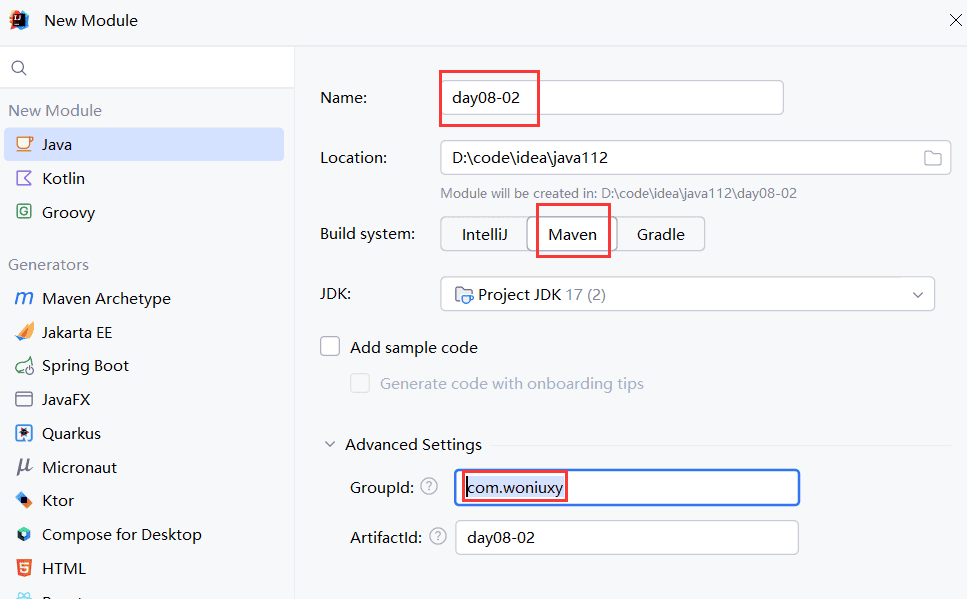 New Module
New Module
Java
Kotlin
Groovy
Generators
Maven Archetype
Jakarta EE
Spring Boot
JavaFX
Quarkus
Micronaut
Ktor
Compose for Desktop
HTML
Name: day08-02
Location: D:\code\idea\java112
Module will be created in: D:\code\idea\java112\day08-02
Build system: IntelliJ Maven Gradle
JDK: Project JDK 17 (2)
Add sample code
Generate code with onboarding tips
Advanced Settings
GroupId: ? com.woniuxy
ArtifactId: ? day08-02